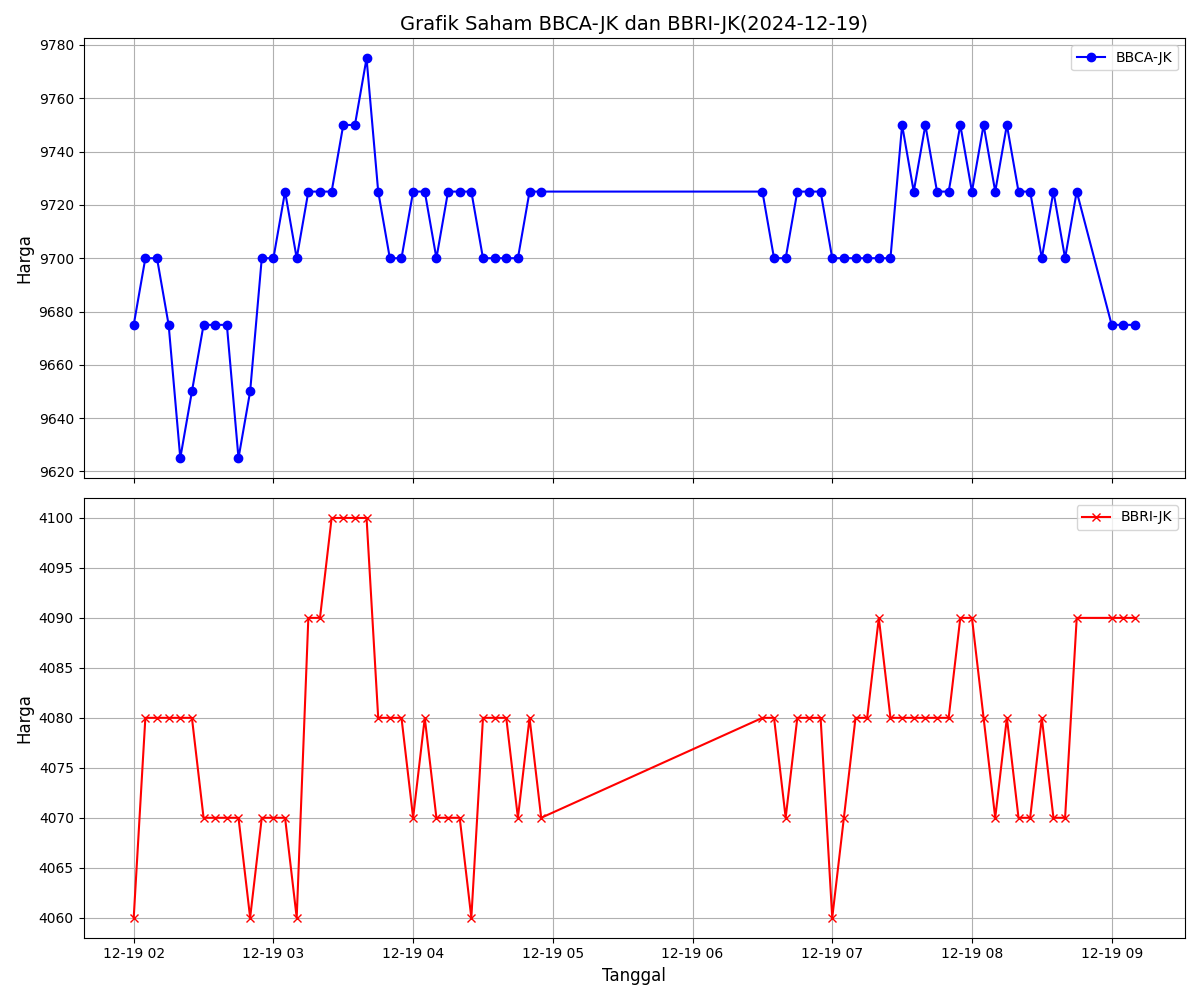 Grafik Saham BBCA-JK dan BBRI-JK(2024-12-19)
BBCA-JK
Harga
9780
9760
9740
9720
9700
9680
9660
9640
9620
BBRI-JK
Harga
4100
4095
4090
4085
4080
4075
4070
4065
4060
12-19 02 12-19 03 12-19 04 12-19 05 12-19 06 12-19 07 12-19 08 12-19 09
Tanggal